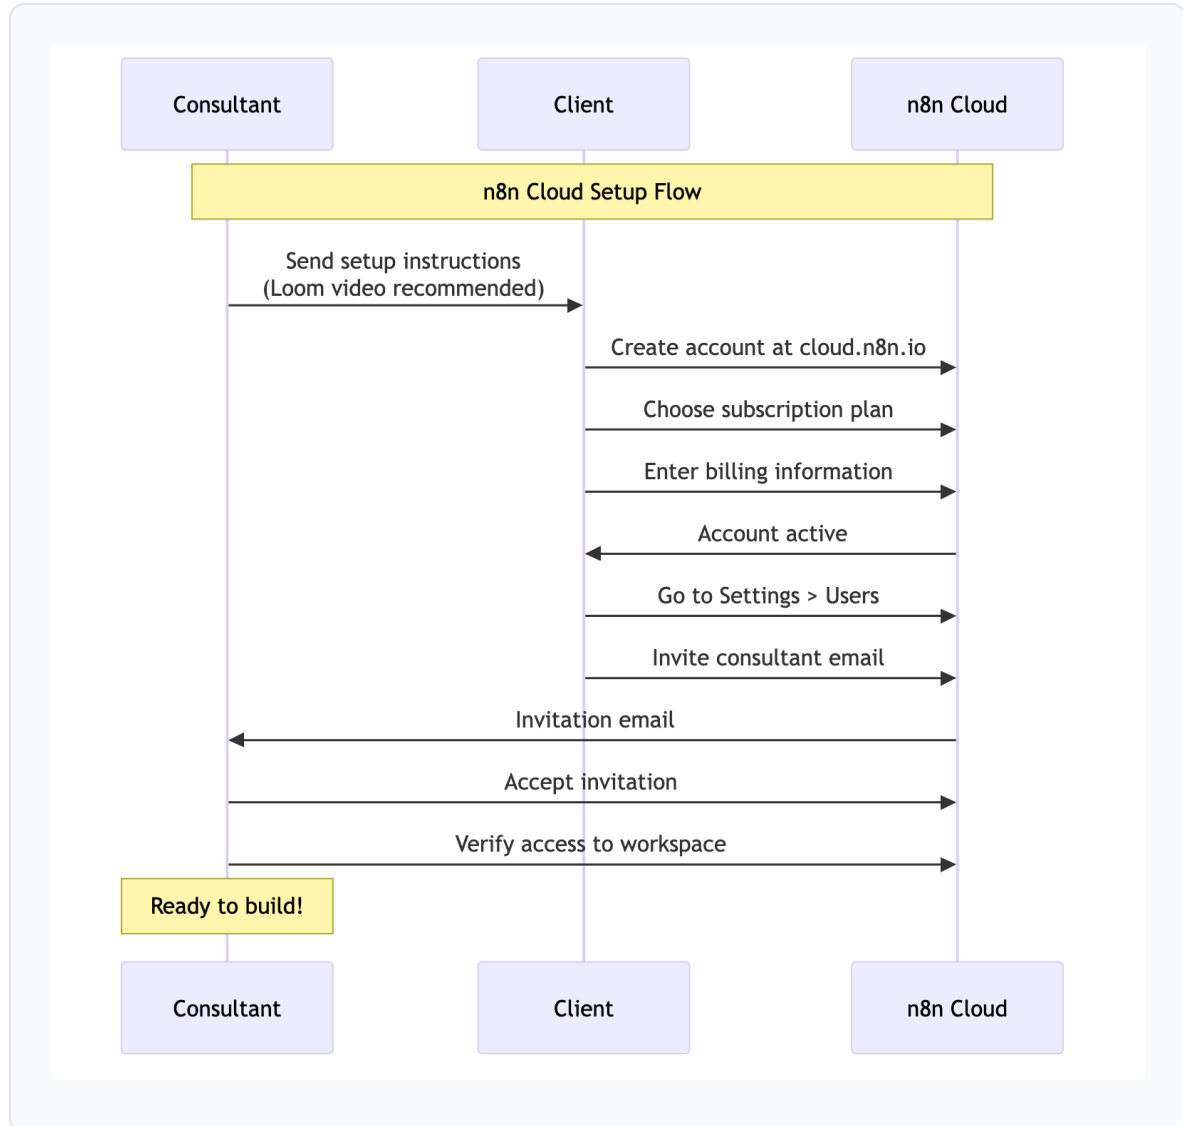 Consultant
Client
n8n Cloud
n8n Cloud Setup Flow
Send setup instructions
(Loom video recommended)
Create account at cloud.n8n.io
Choose subscription plan
Enter billing information
Account active
Go to Settings > Users
Invite consultant email
Invitation email
Accept invitation
Verify access to workspace
Ready to build!
Consultant
Client
n8n Cloud